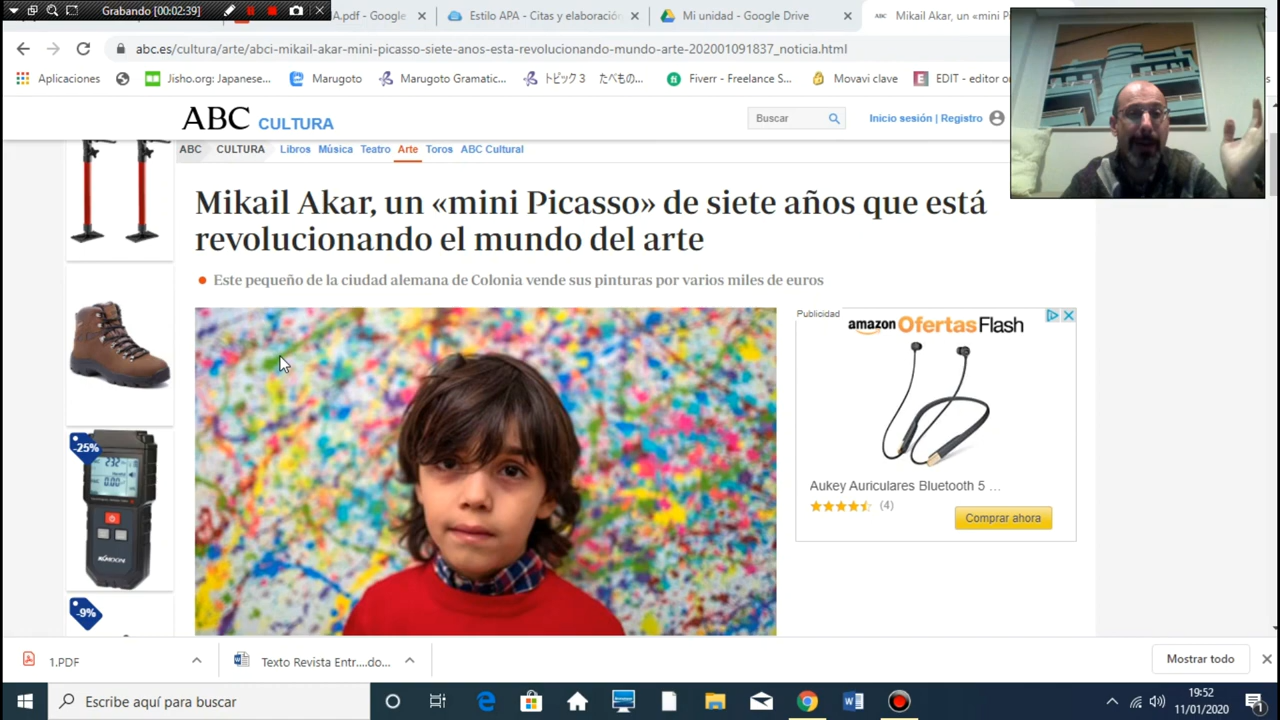 Grabando [00:02:39]
A.pdf - Google
Estilo APA - Citas y elaboración
Mi unidad - Google Drive
ABC Mikail Akar, un «mini P
abc.es/cultura/arte/abci-mikail-akar-mini-picasso-siete-anos-esta-revolucionando-mundo-arte-202001091837_noticia.html
Aplicaciones
Jisho.org: Japanese...
Marugoto
Marugoto Gramatic...
トピック 3 たべもの...
Fiverr - Freelance S...
Movavi clave
EDIT - editor o
ABC CULTURA
Buscar
Inicio sesión | Registro
ABC CULTURA Libros Música Teatro Arte Toros ABC Cultural
Mikail Akar, un «mini Picasso» de siete años que está
revolucionando el mundo del arte
Este pequeño de la ciudad alemana de Colonia vende sus pinturas por varios miles de euros
Publicidad
amazon OfertasFlash
Aukey Auriculares Bluetooth 5 ...
(4)
Comprar ahora
-25%
KKMOON
-9%
1.PDF
Texto Revista Entr....do...
Mostrar todo
Escribe aquí para buscar
19:52
11/01/2020
1